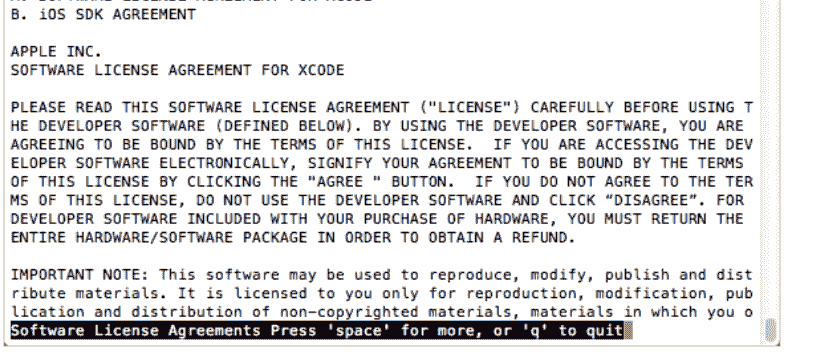 B. iOS SDK AGREEMENT
APPLE INC.
SOFTWARE LICENSE AGREEMENT FOR XCODE
PLEASE READ THIS SOFTWARE LICENSE AGREEMENT ("LICENSE") CAREFULLY BEFORE USING T
HE DEVELOPER SOFTWARE (DEFINED BELOW). BY USING THE DEVELOPER SOFTWARE, YOU ARE
AGREEING TO BE BOUND BY THE TERMS OF THIS LICENSE.  IF YOU ARE ACCESSING THE DEV
ELOPER SOFTWARE ELECTRONICALLY, SIGNIFY YOUR AGREEMENT TO BE BOUND BY THE TERMS
OF THIS LICENSE BY CLICKING THE "AGREE " BUTTON.  IF YOU DO NOT AGREE TO THE TER
MS OF THIS LICENSE, DO NOT USE THE DEVELOPER SOFTWARE AND CLICK “DISAGREE”. FOR
DEVELOPER SOFTWARE INCLUDED WITH YOUR PURCHASE OF HARDWARE, YOU MUST RETURN THE
ENTIRE HARDWARE/SOFTWARE PACKAGE IN ORDER TO OBTAIN A REFUND.
IMPORTANT NOTE: This software may be used to reproduce, modify, publish and dist
ribute materials. It is licensed to you only for reproduction, modification, pub
lication and distribution of non-copyrighted materials, materials in which you o
Software License Agreements Press 'space' for more, or 'q' to quit